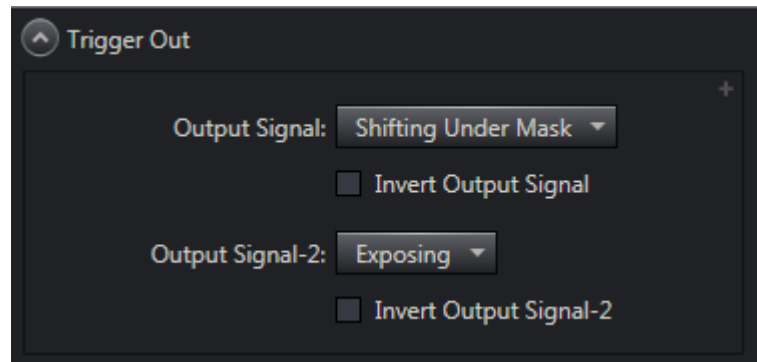 Trigger Out
Output Signal: Shifting Under Mask
Invert Output Signal
Output Signal-2: Exposing
Invert Output Signal-2